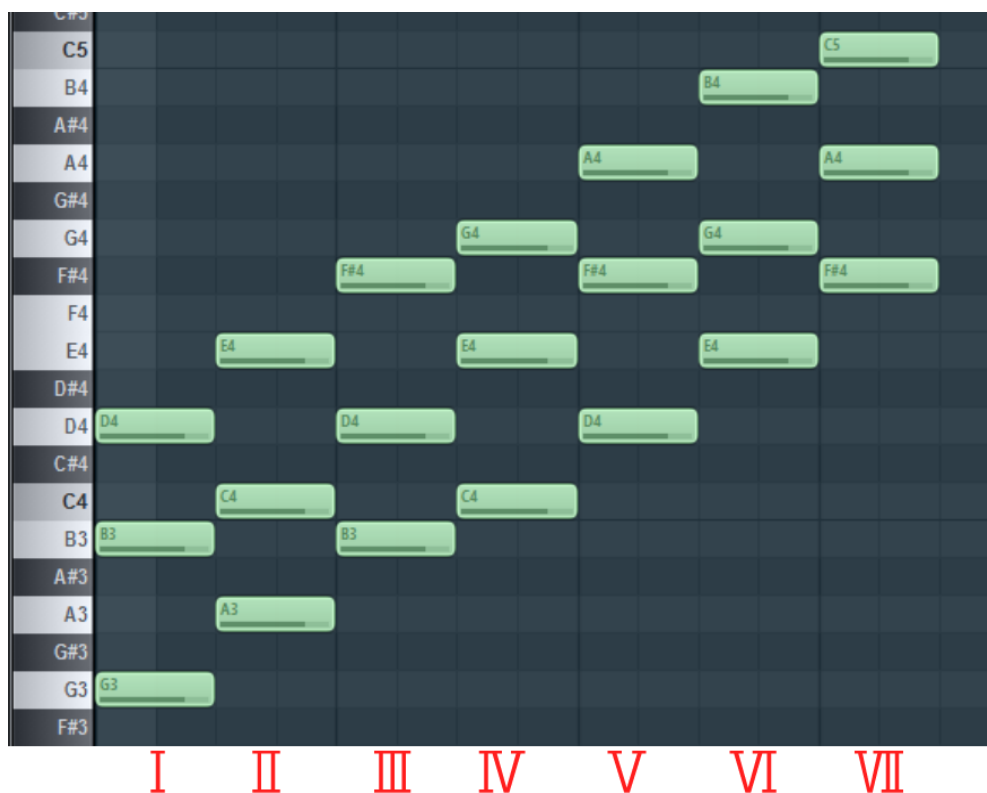 C#5
C5 C5
B4 B4
A#4
A4 A4 A4
G#4
G4 G4 G4
F#4 F#4 F#4 F#4
F4
E4 E4 E4 E4
D#4
D4 D4 D4 D4
C#4
C4 C4 C4
B3 B3 B3
A#3
A3 A3
G#3
G3 G3
F#3
Ⅰ Ⅱ Ⅲ Ⅳ Ⅴ Ⅵ Ⅶ